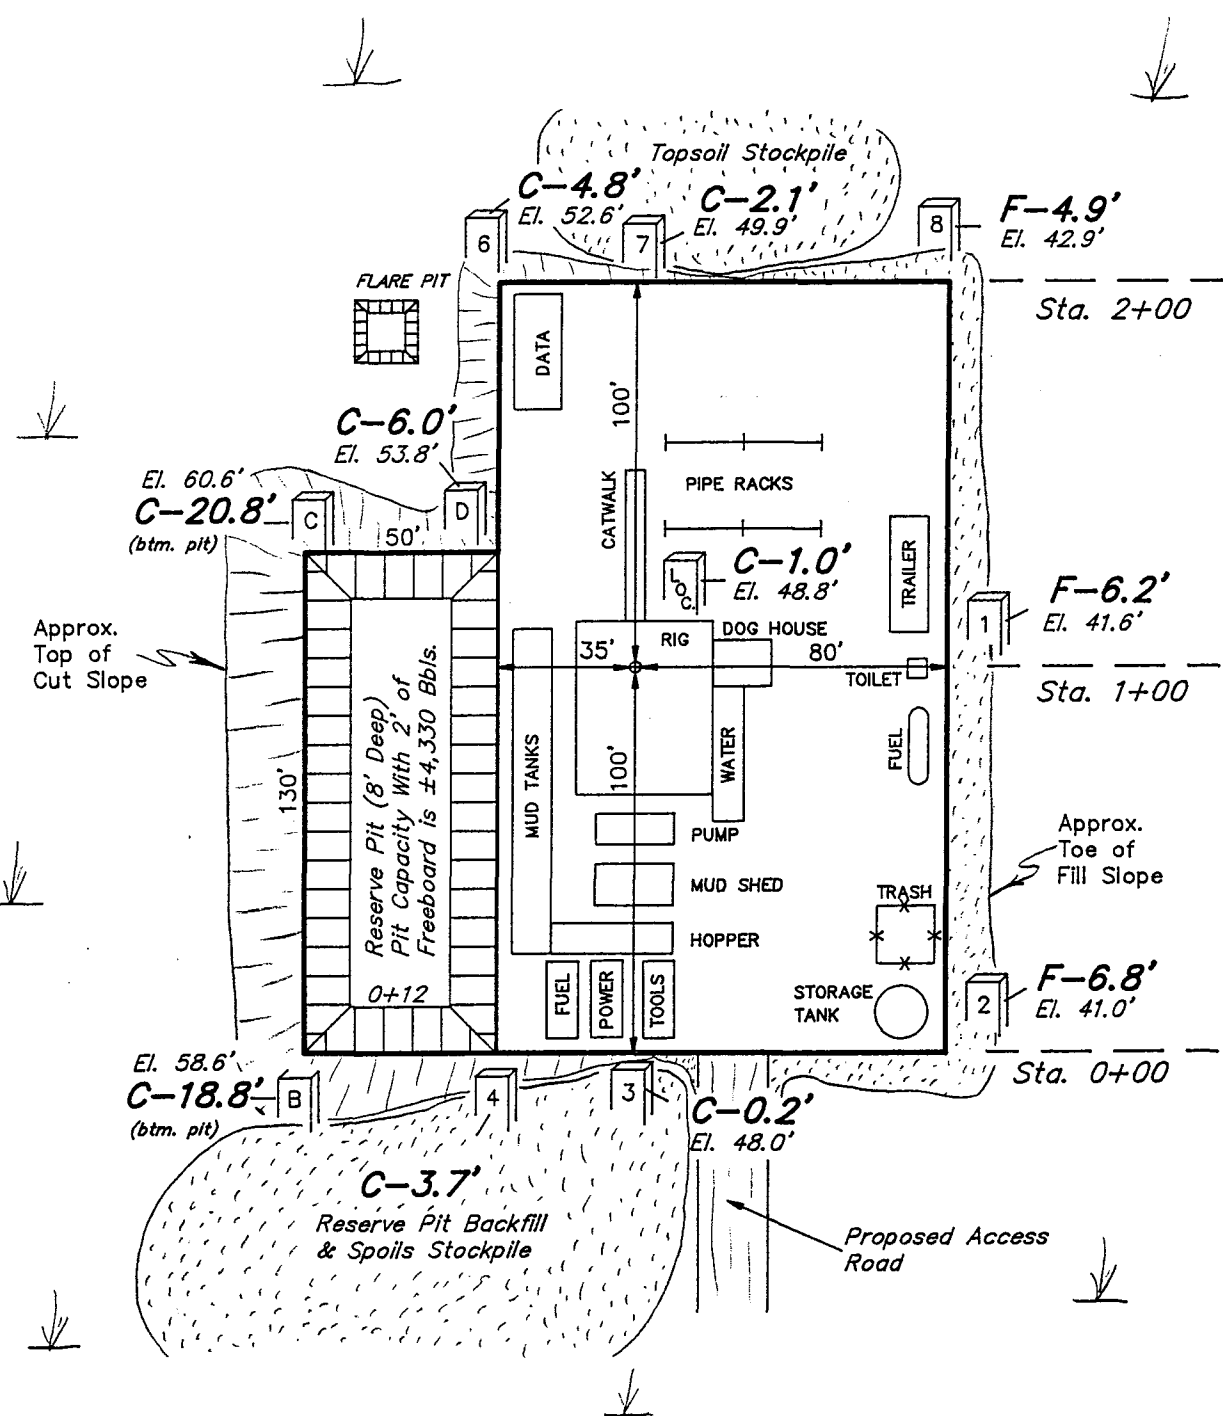 Topsoil Stockpile
C-4.8'
El. 52.6'
C-2.1'
El. 49.9'
F-4.9'
El. 42.9'
6
7
8
FLARE PIT
Sta. 2+00
DATA
100'
C-6.0'
El. 53.8'
El. 60.6'
C-20.8'
(btm. pit)
C
D
50'
CATWALK
PIPE RACKS
LOC.
C-1.0'
El. 48.8'
TRAILER
F-6.2'
El. 41.6'
1
Approx.
Top of
Cut Slope
35'
RIG
DOG HOUSE
80'
TOILET
Sta. 1+00
130'
Reserve Pit (8' Deep)
Pit Capacity With 2' of
Freeboard is ±4,330 Bbls.
MUD TANKS
100'
WATER
FUEL
PUMP
MUD SHED
HOPPER
Approx.
Toe of
Fill Slope
TRASH
0+12
FUEL
POWER
TOOLS
STORAGE
TANK
2
F-6.8'
El. 41.0'
Sta. 0+00
El. 58.6'
C-18.8'
(btm. pit)
B
4
3
C-0.2'
El. 48.0'
C-3.7'
Reserve Pit Backfill
& Spoils Stockpile
Proposed Access
Road